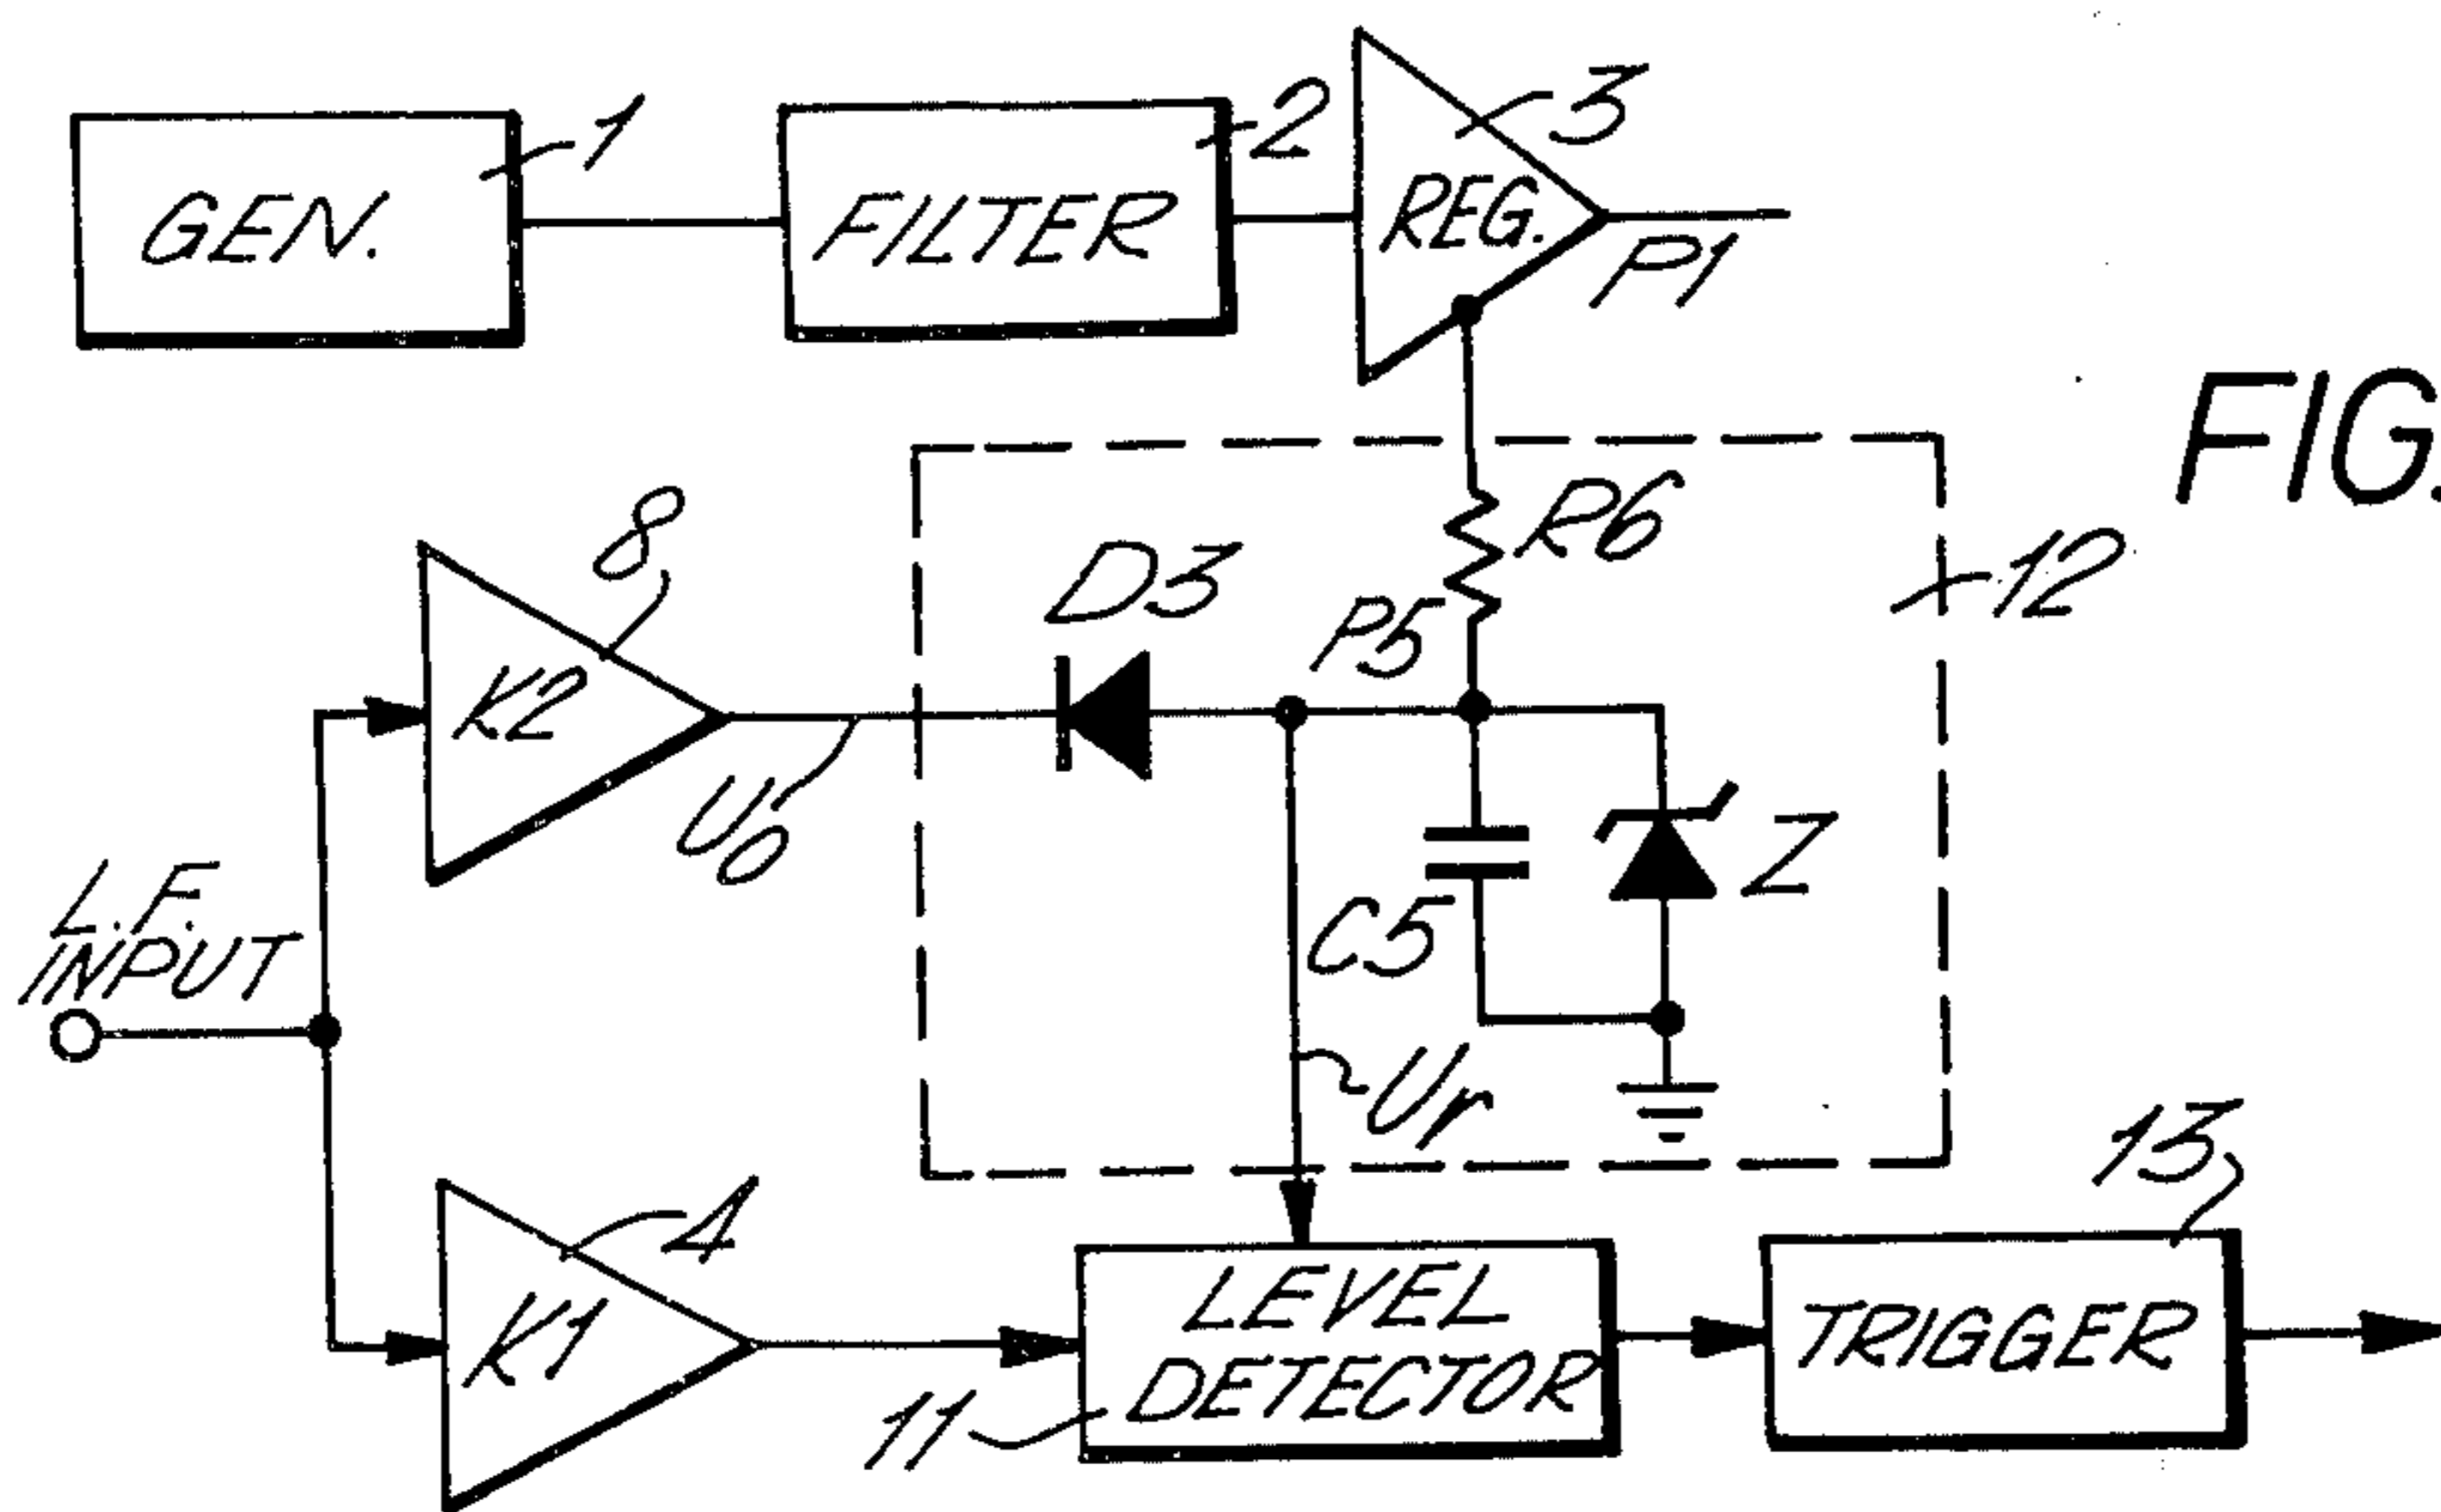 1
2
3
GEN.
FILTER
REG.
P1
FIG.
8
D3
R6
12
P5
K2
U0
Z
L.F.
INPUT
C5
Ur
13
4
LEVEL
DETECTOR
TRIGGER
K1
11